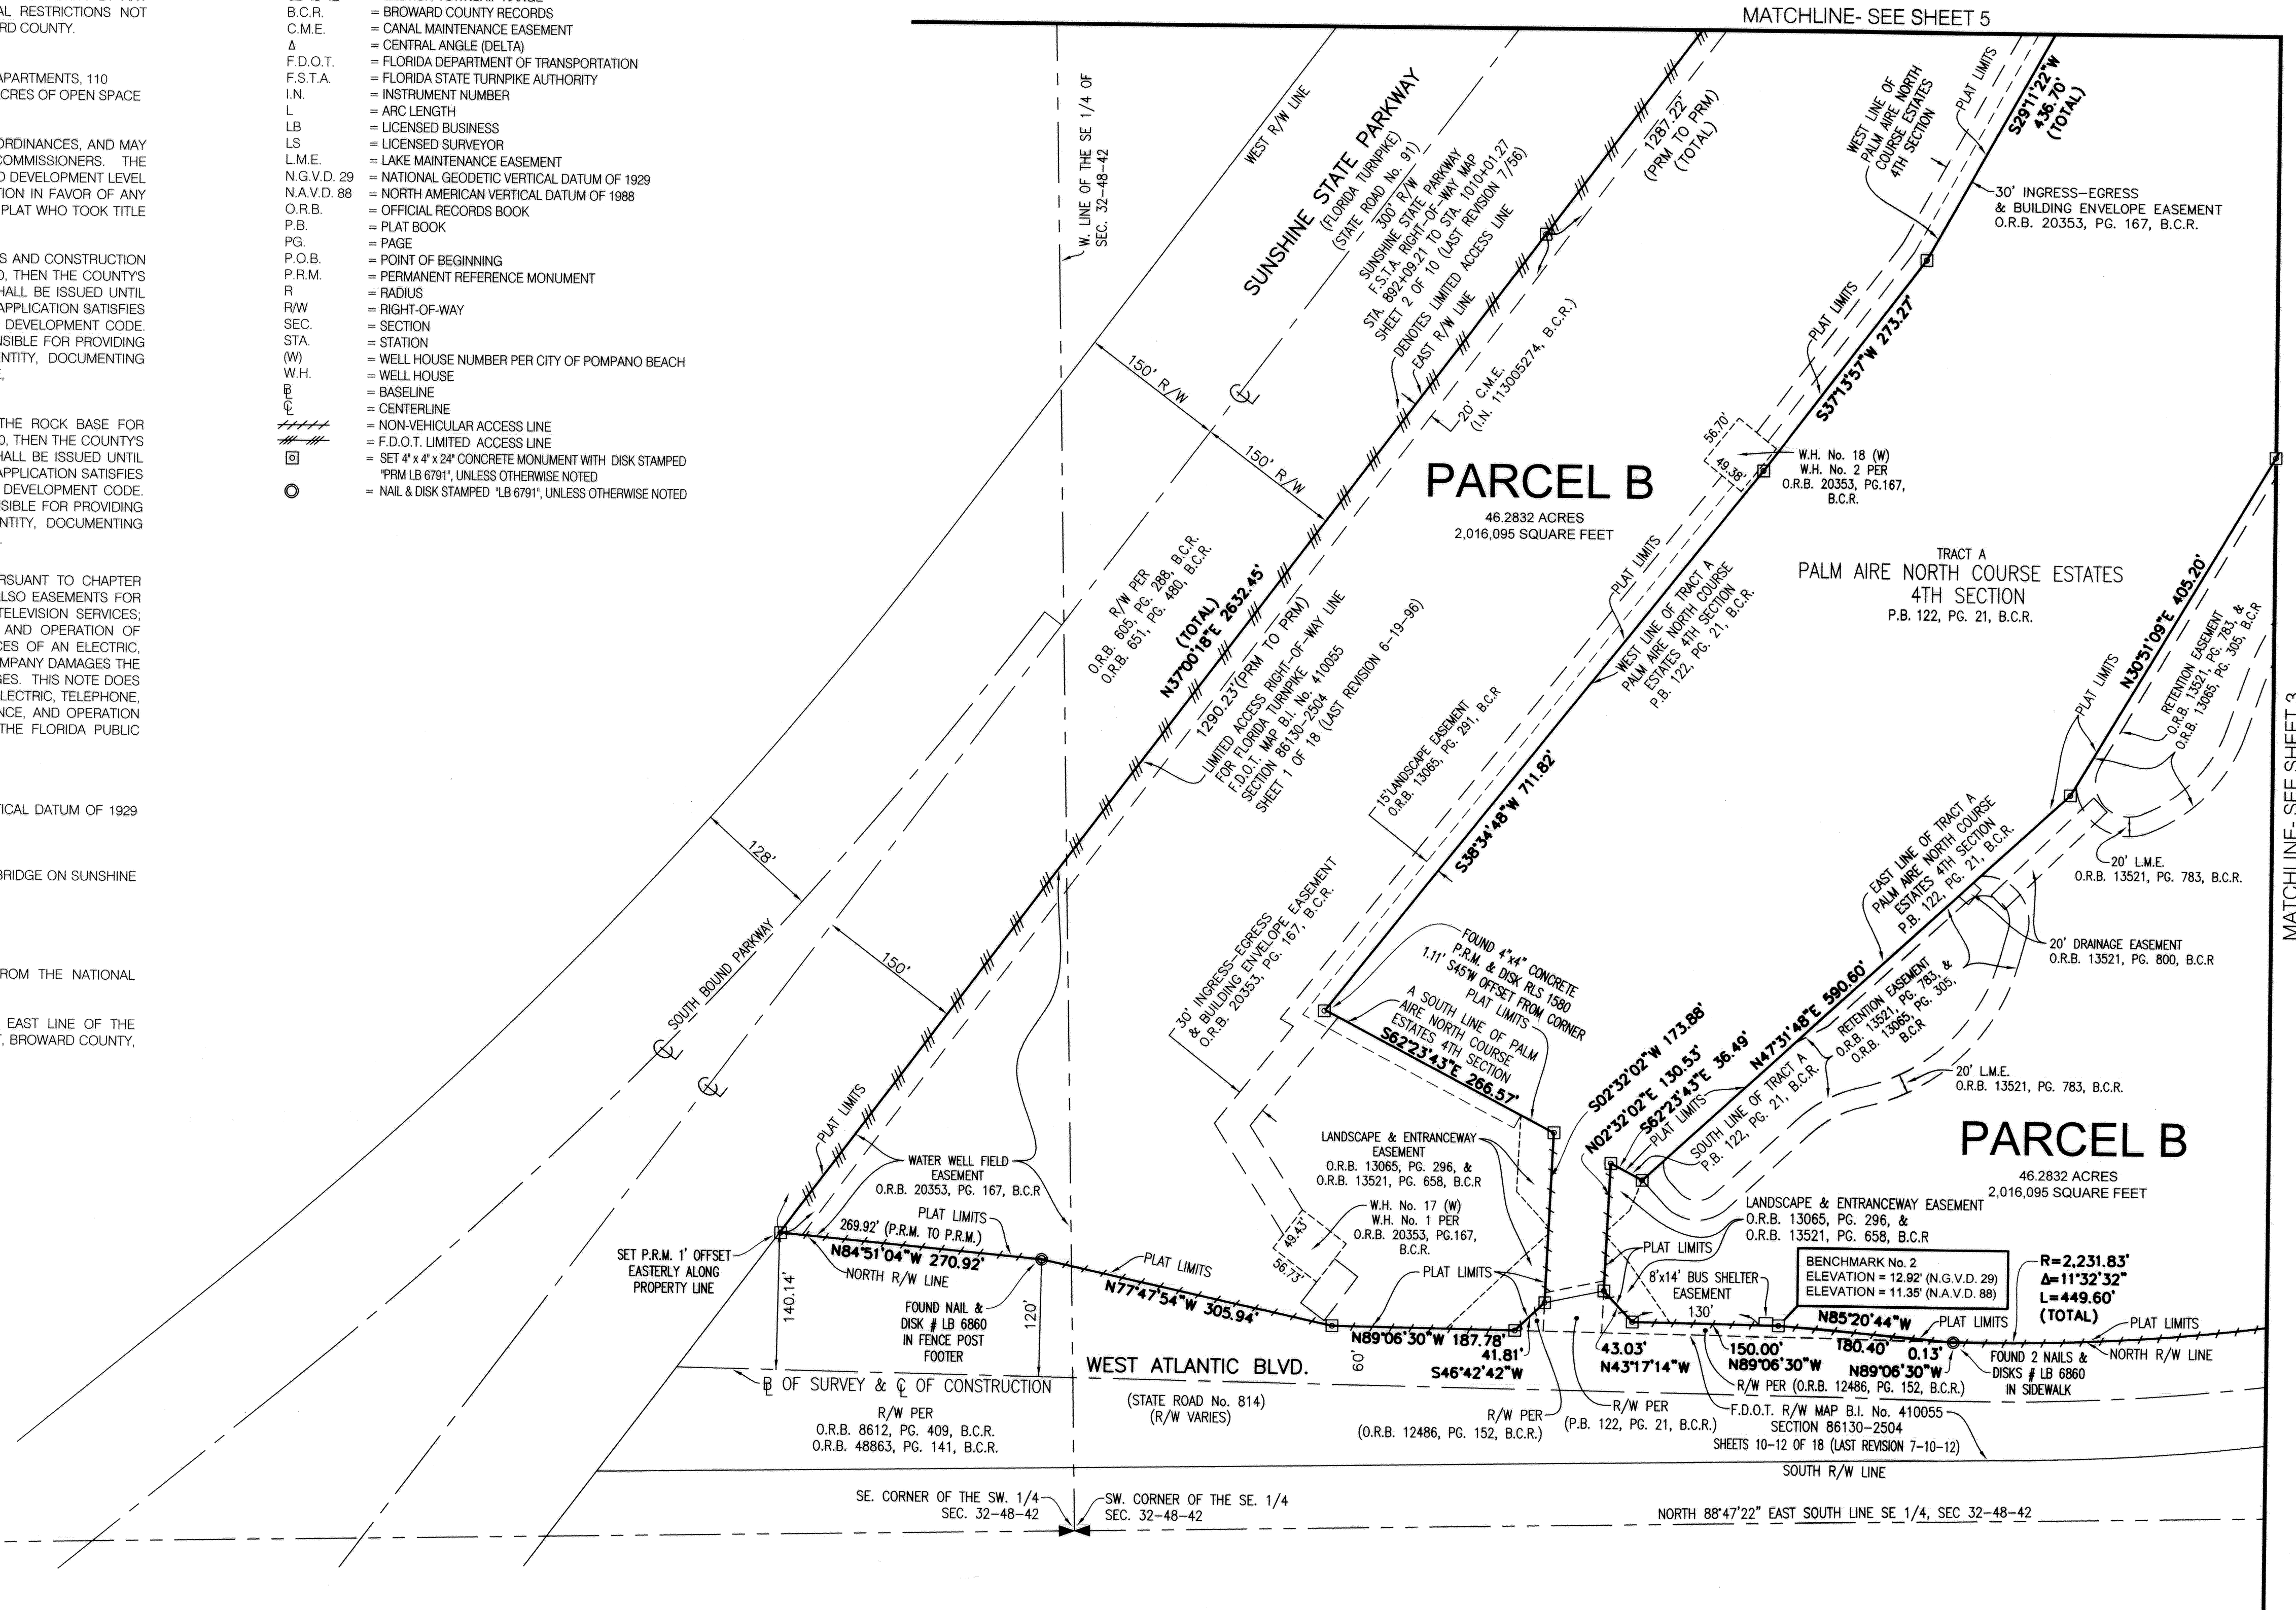 AL RESTRICTIONS NOT
RD COUNTY.
APARTMENTS, 110
ACRES OF OPEN SPACE
ORDINANCES, AND MAY
COMMISSIONERS. THE
D DEVELOPMENT LEVEL
TION IN FAVOR OF ANY
PLAT WHO TOOK TITLE
S AND CONSTRUCTION
0, THEN THE COUNTY'S
HALL BE ISSUED UNTIL
APPLICATION SATISFIES
DEVELOPMENT CODE.
NSIBLE FOR PROVIDING
ENTITY, DOCUMENTING
THE ROCK BASE FOR
0, THEN THE COUNTY'S
HALL BE ISSUED UNTIL
APPLICATION SATISFIES
DEVELOPMENT CODE.
NSIBLE FOR PROVIDING
NTITY, DOCUMENTING
RSUANT TO CHAPTER
ALSO EASEMENTS FOR
TELEVISION SERVICES;
AND OPERATION OF
CES OF AN ELECTRIC,
MPANY DAMAGES THE
GES. THIS NOTE DOES
LECTRIC, TELEPHONE,
NCE, AND OPERATION
THE FLORIDA PUBLIC
TICAL DATUM OF 1929
BRIDGE ON SUNSHINE
ROM THE NATIONAL
EAST LINE OF THE
T, BROWARD COUNTY,
B.C.R. = BROWARD COUNTY RECORDS
C.M.E. = CANAL MAINTENANCE EASEMENT
Δ = CENTRAL ANGLE (DELTA)
F.D.O.T. = FLORIDA DEPARTMENT OF TRANSPORTATION
F.S.T.A. = FLORIDA STATE TURNPIKE AUTHORITY
I.N. = INSTRUMENT NUMBER
L = ARC LENGTH
LB = LICENSED BUSINESS
LS = LICENSED SURVEYOR
L.M.E. = LAKE MAINTENANCE EASEMENT
N.G.V.D. 29 = NATIONAL GEODETIC VERTICAL DATUM OF 1929
N.A.V.D. 88 = NORTH AMERICAN VERTICAL DATUM OF 1988
O.R.B. = OFFICIAL RECORDS BOOK
P.B. = PLAT BOOK
PG. = PAGE
P.O.B. = POINT OF BEGINNING
P.R.M. = PERMANENT REFERENCE MONUMENT
R = RADIUS
R/W = RIGHT-OF-WAY
SEC. = SECTION
STA. = STATION
(W) = WELL HOUSE NUMBER PER CITY OF POMPANO BEACH
W.H. = WELL HOUSE
= BASELINE
= CENTERLINE
= NON-VEHICULAR ACCESS LINE
= F.D.O.T. LIMITED ACCESS LINE
= SET 4" x 4" x 24" CONCRETE MONUMENT WITH DISK STAMPED
"PRM LB 6791", UNLESS OTHERWISE NOTED
= NAIL & DISK STAMPED "LB 6791", UNLESS OTHERWISE NOTED
MATCHLINE- SEE SHEET 5
W. LINE OF THE SE 1/4 OF
SEC. 32-48-42
WEST R/W LINE
SUNSHINE STATE PARKWAY
(FLORIDA TURNPIKE)
(STATE ROAD No. 91)
300' R/W
SUNSHINE STATE PARKWAY
F.S.T.A. RIGHT-OF-WAY MAP
STA. 892+09.21 TO STA. 1010+01.27
SHEET 2 OF 10 (LAST REVISION 7/56)
DENOTES LIMITED ACCESS LINE
EAST R/W LINE
1287.22'
(PRM TO PRM)
(TOTAL)
20' C.M.E.
(I.N. 113005274, B.C.R.)
150' R/W
150' R/W
WEST LINE OF
PALM AIRE NORTH
COURSE ESTATES
4TH SECTION
PLAT LIMITS
S29°11'22"W
436.70'
(TOTAL)
30' INGRESS-EGRESS
& BUILDING ENVELOPE EASEMENT
O.R.B. 20353, PG. 167, B.C.R.
PLAT LIMITS
S37°13'57"W 273.27'
56.70'
49.38'
W.H. No. 18 (W)
W.H. No. 2 PER
O.R.B. 20353, PG.167,
B.C.R.
PARCEL B
46.2832 ACRES
2,016,095 SQUARE FEET
TRACT A
PALM AIRE NORTH COURSE ESTATES
4TH SECTION
P.B. 122, PG. 21, B.C.R.
R/W PER
O.R.B. 605, PG. 288, B.C.R.
O.R.B. 651, PG. 480, B.C.R.
(TOTAL)
N37°00'18"E 2632.45'
1290.23'(PRM TO PRM)
LIMITED ACCESS RIGHT-OF-WAY LINE
FOR FLORIDA TURNPIKE
F.D.O.T. MAP B.I. No. 410055
SECTION 86130-2504
SHEET 1 OF 18 (LAST REVISION 6-19-96)
PLAT LIMITS
WEST LINE OF TRACT A
PALM AIRE NORTH COURSE
ESTATES 4TH SECTION
P.B. 122, PG. 21, B.C.R.
15'LANDSCAPE EASEMENT
O.R.B. 13065, PG. 291, B.C.R
S38°34'48"W 711.82'
N30°51'09"E 405.20'
PLAT LIMITS
RETENTION EASEMENT
O.R.B. 13521, PG. 783, &
O.R.B. 13065, PG. 305, B.C.R
MATCHLINE- SEE SHEET 3
20' L.M.E.
O.R.B. 13521, PG. 783, B.C.R.
EAST LINE OF TRACT A
PALM AIRE NORTH COURSE
ESTATES 4TH SECTION
P.B. 122, PG. 21, B.C.R.
20' DRAINAGE EASEMENT
O.R.B. 13521, PG. 800, B.C.R
128'
150'
SOUTH BOUND PARKWAY
30' INGRESS-EGRESS
& BUILDING ENVELOPE EASEMENT
O.R.B. 20353, PG. 167, B.C.R.
FOUND 4"x4" CONCRETE
P.R.M. & DISK RLS 1580
1.11' S45°W OFFSET FROM CORNER
PLAT LIMITS
A SOUTH LINE OF PALM
AIRE NORTH COURSE
ESTATES 4TH SECTION
S62°23'43"E 266.57'
S02°32'02"W 173.88'
N02°32'02"E 130.53'
S62°23'43"E 36.49'
PLAT LIMITS
N47°31'48"E 590.60'
SOUTH LINE OF TRACT A
P.B. 122, PG. 21, B.C.R.
RETENTION EASEMENT
O.R.B. 13521, PG. 783, &
O.R.B. 13065, PG. 305,
B.C.R
20' L.M.E.
O.R.B. 13521, PG. 783, B.C.R.
PARCEL B
46.2832 ACRES
2,016,095 SQUARE FEET
PLAT LIMITS
WATER WELL FIELD
EASEMENT
O.R.B. 20353, PG. 167, B.C.R
LANDSCAPE & ENTRANCEWAY
EASEMENT
O.R.B. 13065, PG. 296, &
O.R.B. 13521, PG. 658, B.C.R
W.H. No. 17 (W)
W.H. No. 1 PER
O.R.B. 20353, PG.167,
B.C.R.
49.43'
56.73'
LANDSCAPE & ENTRANCEWAY EASEMENT
O.R.B. 13065, PG. 296, &
O.R.B. 13521, PG. 658, B.C.R
PLAT LIMITS
8'x14' BUS SHELTER
EASEMENT
130'
BENCHMARK No. 2
ELEVATION = 12.92' (N.G.V.D. 29)
ELEVATION = 11.35' (N.A.V.D. 88)
R=2,231.83'
Δ=11°32'32"
L=449.60'
(TOTAL)
PLAT LIMITS
269.92' (P.R.M. TO P.R.M.)
N84°51'04"W 270.92'
NORTH R/W LINE
SET P.R.M. 1' OFFSET
EASTERLY ALONG
PROPERTY LINE
140.14'
FOUND NAIL &
DISK # LB 6860
IN FENCE POST
FOOTER
120'
PLAT LIMITS
N77°47'54"W 305.94'
PLAT LIMITS
N89°06'30"W 187.78'
60'
41.81'
S46°42'42"W
43.03'
N43°17'14"W
150.00'
N89°06'30"W
N85°20'44"W
180.40'
PLAT LIMITS
0.13'
N89°06'30"W
PLAT LIMITS
NORTH R/W LINE
FOUND 2 NAILS &
DISKS # LB 6860
IN SIDEWALK
R/W PER (O.R.B. 12486, PG. 152, B.C.R.)
WEST ATLANTIC BLVD.
(STATE ROAD No. 814)
(R/W VARIES)
OF SURVEY & OF CONSTRUCTION
R/W PER
O.R.B. 8612, PG. 409, B.C.R.
O.R.B. 48863, PG. 141, B.C.R.
R/W PER
(O.R.B. 12486, PG. 152, B.C.R.)
R/W PER
(P.B. 122, PG. 21, B.C.R.)
F.D.O.T. R/W MAP B.I. No. 410055
SECTION 86130-2504
SHEETS 10-12 OF 18 (LAST REVISION 7-10-12)
SOUTH R/W LINE
SE. CORNER OF THE SW. 1/4
SEC. 32-48-42
SW. CORNER OF THE SE. 1/4
SEC. 32-48-42
NORTH 88°47'22" EAST SOUTH LINE SE 1/4, SEC 32-48-42